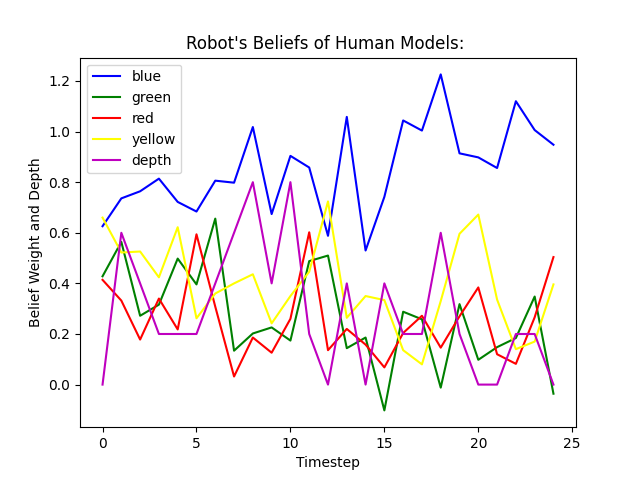 Robot's Beliefs of Human Models:
blue
green
red
yellow
depth
Belief Weight and Depth
1.2
1.0
0.8
0.6
0.4
0.2
0.0
0 5 10 15 20 25
Timestep